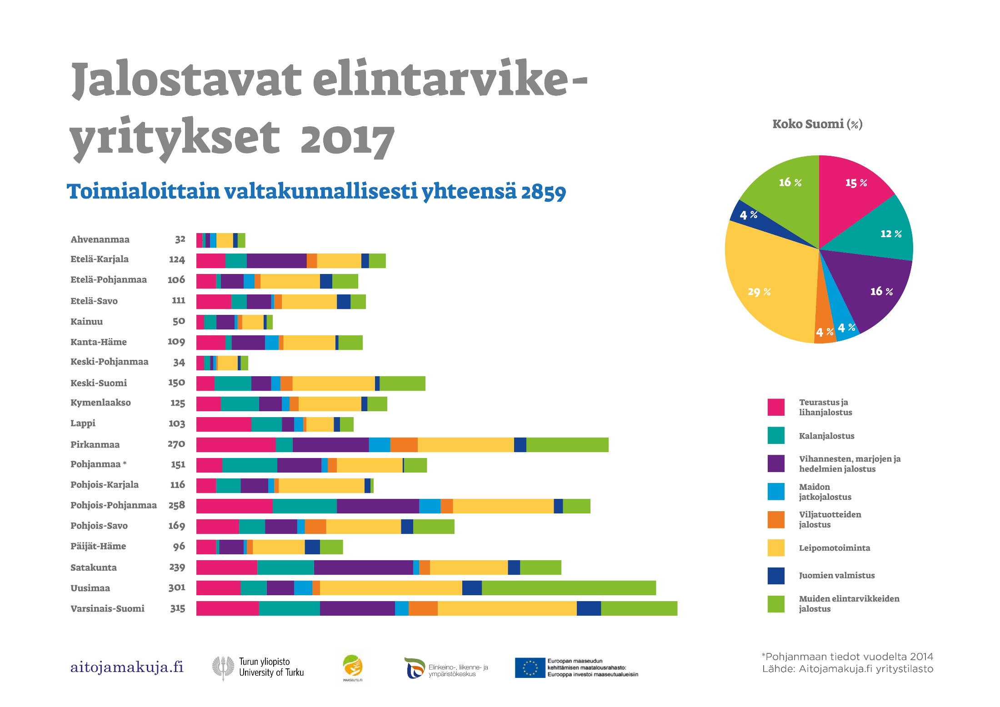 Jalostavat elintarvike-
yritykset 2017
Toimialoittain valtakunnallisesti yhteensä 2859
Ahvenanmaa 32
Etelä-Karjala 124
Etelä-Pohjanmaa 106
Etelä-Savo 111
Kainuu 50
Kanta-Häme 109
Keski-Pohjanmaa 34
Keski-Suomi 150
Kymenlaakso 125
Lappi 103
Pirkanmaa 270
Pohjanmaa * 151
Pohjois-Karjala 116
Pohjois-Pohjanmaa 258
Pohjois-Savo 169
Päijät-Häme 96
Satakunta 239
Uusimaa 301
Varsinais-Suomi 315
Koko Suomi (%)
15 %
12 %
16 %
4 %
4 %
29 %
4 %
16 %
Teurastus ja
lihanjalostus
Kalanjalostus
Vihannesten, marjojen ja
hedelmien jalostus
Maidon
jatkojalostus
Viljatuotteiden
jalostus
Leipomotoiminta
Juomien valmistus
Muiden elintarvikkeiden
jalostus
aitojamakuja.fi
Turun yliopisto
University of Turku
MAASEUTU.FI
Elinkeino-, liikenne- ja
ympäristökeskus
Euroopan maaseudun
kehittämisen maatalousrahasto:
Eurooppa investoi maaseutualueisiin
*Pohjanmaan tiedot vuodelta 2014
Lähde: Aitojamakuja.fi yritystilasto